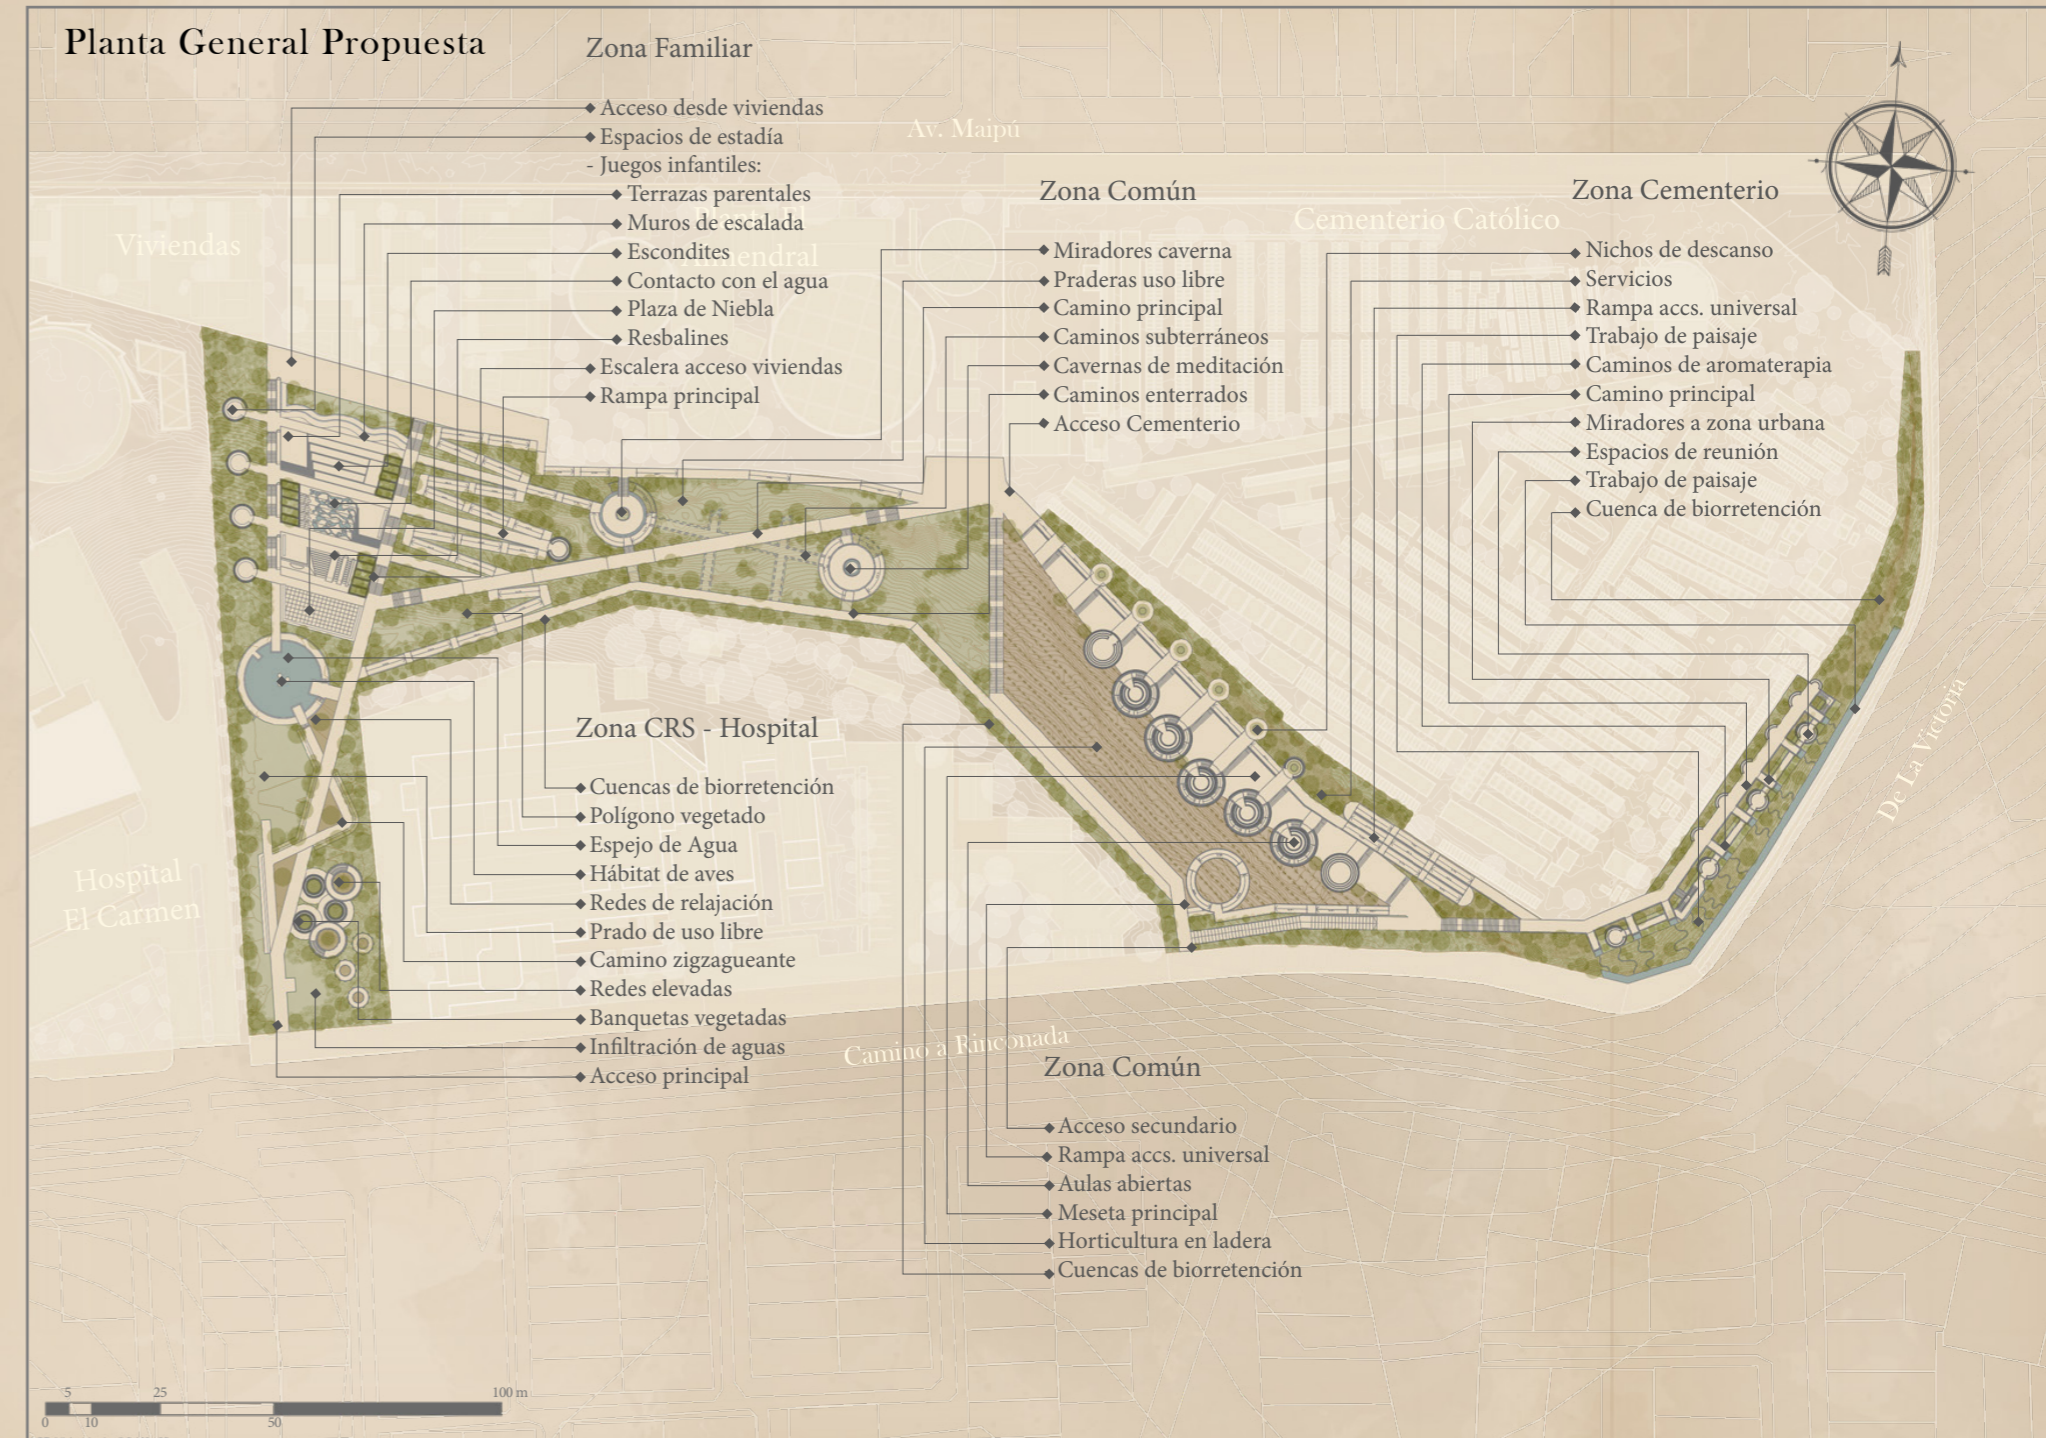 Planta General Propuesta
Zona Familiar
Acceso desde viviendas
Espacios de estadía
- Juegos infantiles:
Terrazas parentales
Muros de escalada
Escondites
Contacto con el agua
Plaza de Niebla
Resbalines
Escalera acceso viviendas
Rampa principal
Av. Maipú
Viviendas
Planta El
Almendral
Zona Común
Miradores caverna
Praderas uso libre
Camino principal
Caminos subterráneos
Cavernas de meditación
Caminos enterrados
Acceso Cementerio
Cementerio Católico
Zona Cementerio
Nichos de descanso
Servicios
Rampa accs. universal
Trabajo de paisaje
Caminos de aromaterapia
Camino principal
Miradores a zona urbana
Espacios de reunión
Trabajo de paisaje
Cuenca de biorretención
De La Victoria
Zona CRS - Hospital
Cuencas de biorretención
Polígono vegetado
Espejo de Agua
Hábitat de aves
Redes de relajación
Prado de uso libre
Camino zigzagueante
Redes elevadas
Banquetas vegetadas
Infiltración de aguas
Acceso principal
Hospital
El Carmen
Camino a Rinconada
Zona Común
Acceso secundario
Rampa accs. universal
Aulas abiertas
Meseta principal
Horticultura en ladera
Cuencas de biorretención
5 25 100 m
0 10 50